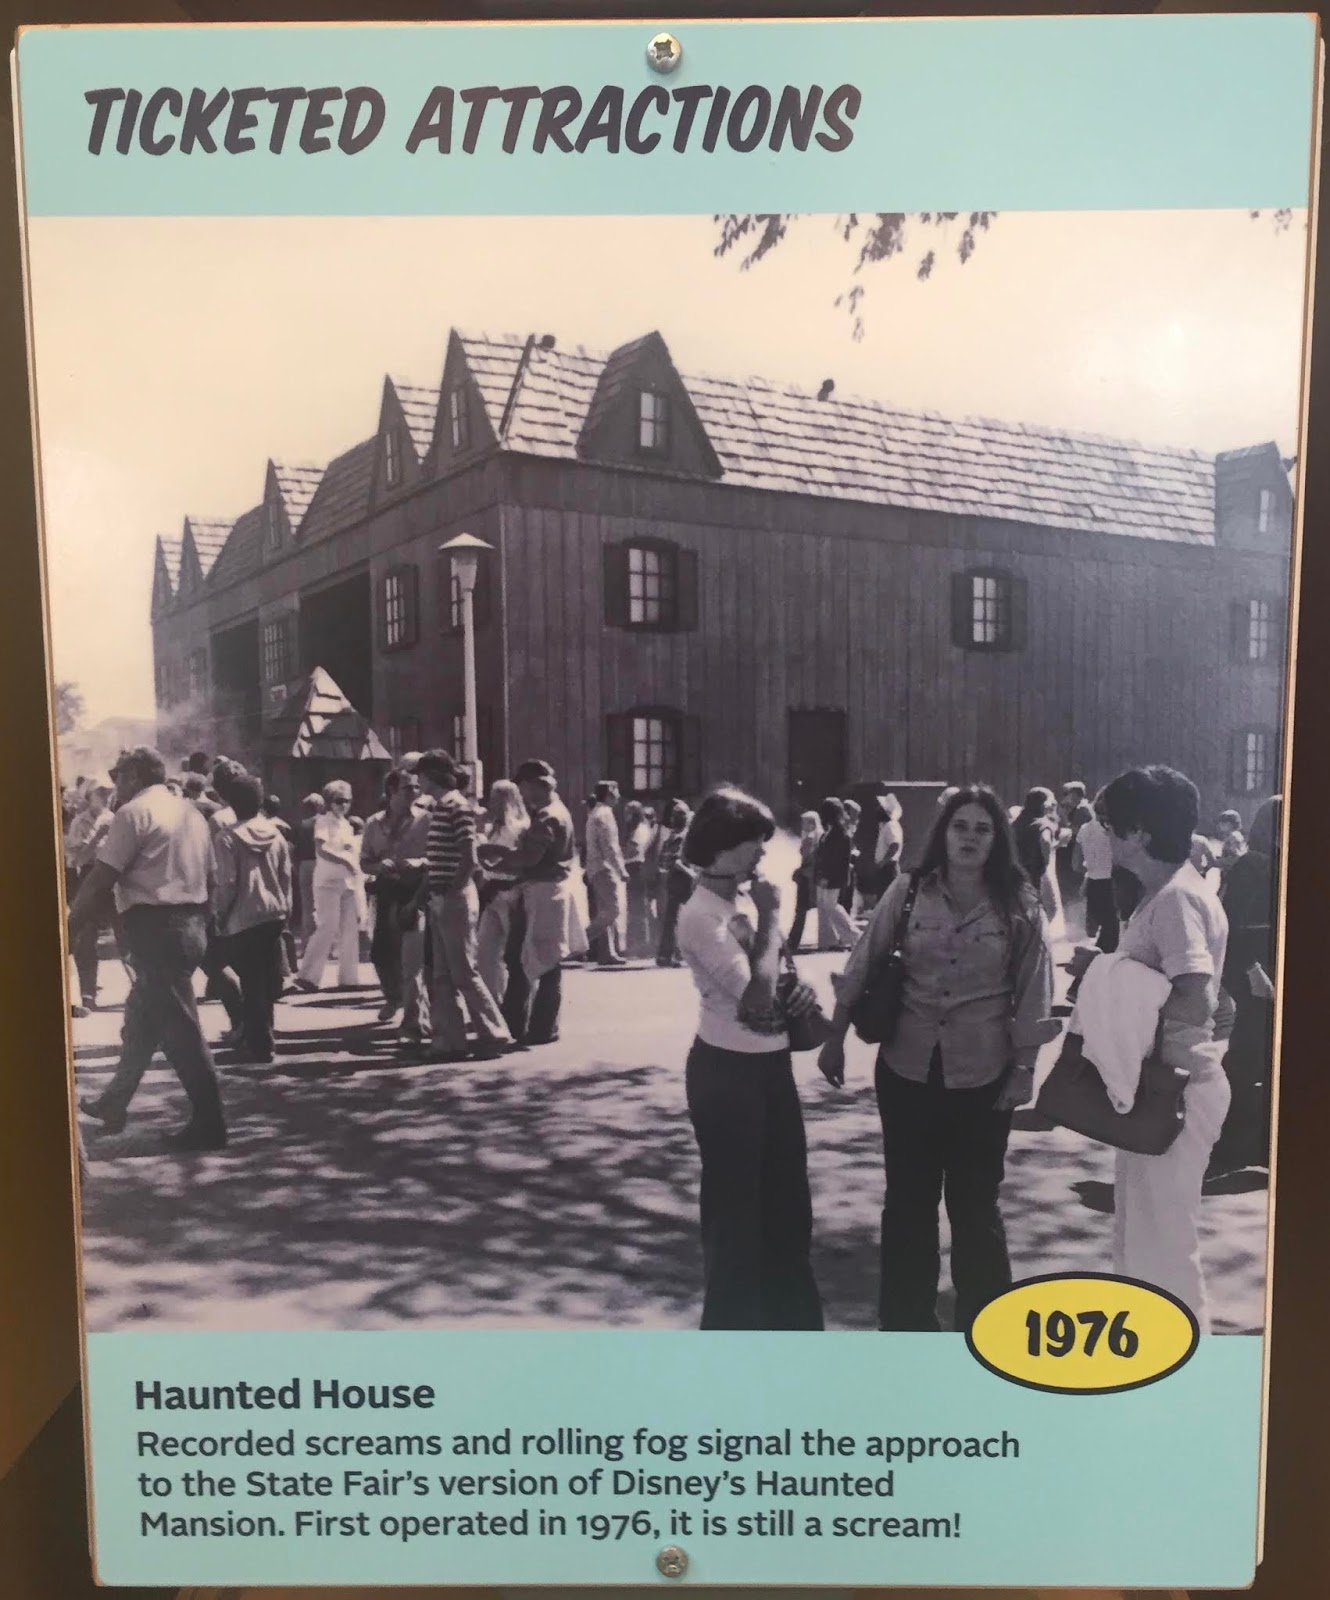 TICKETED ATTRACTIONS
1976
Haunted House
Recorded screams and rolling fog signal the approach
to the State Fair's version of Disney's Haunted
Mansion. First operated in 1976, it is still a scream!